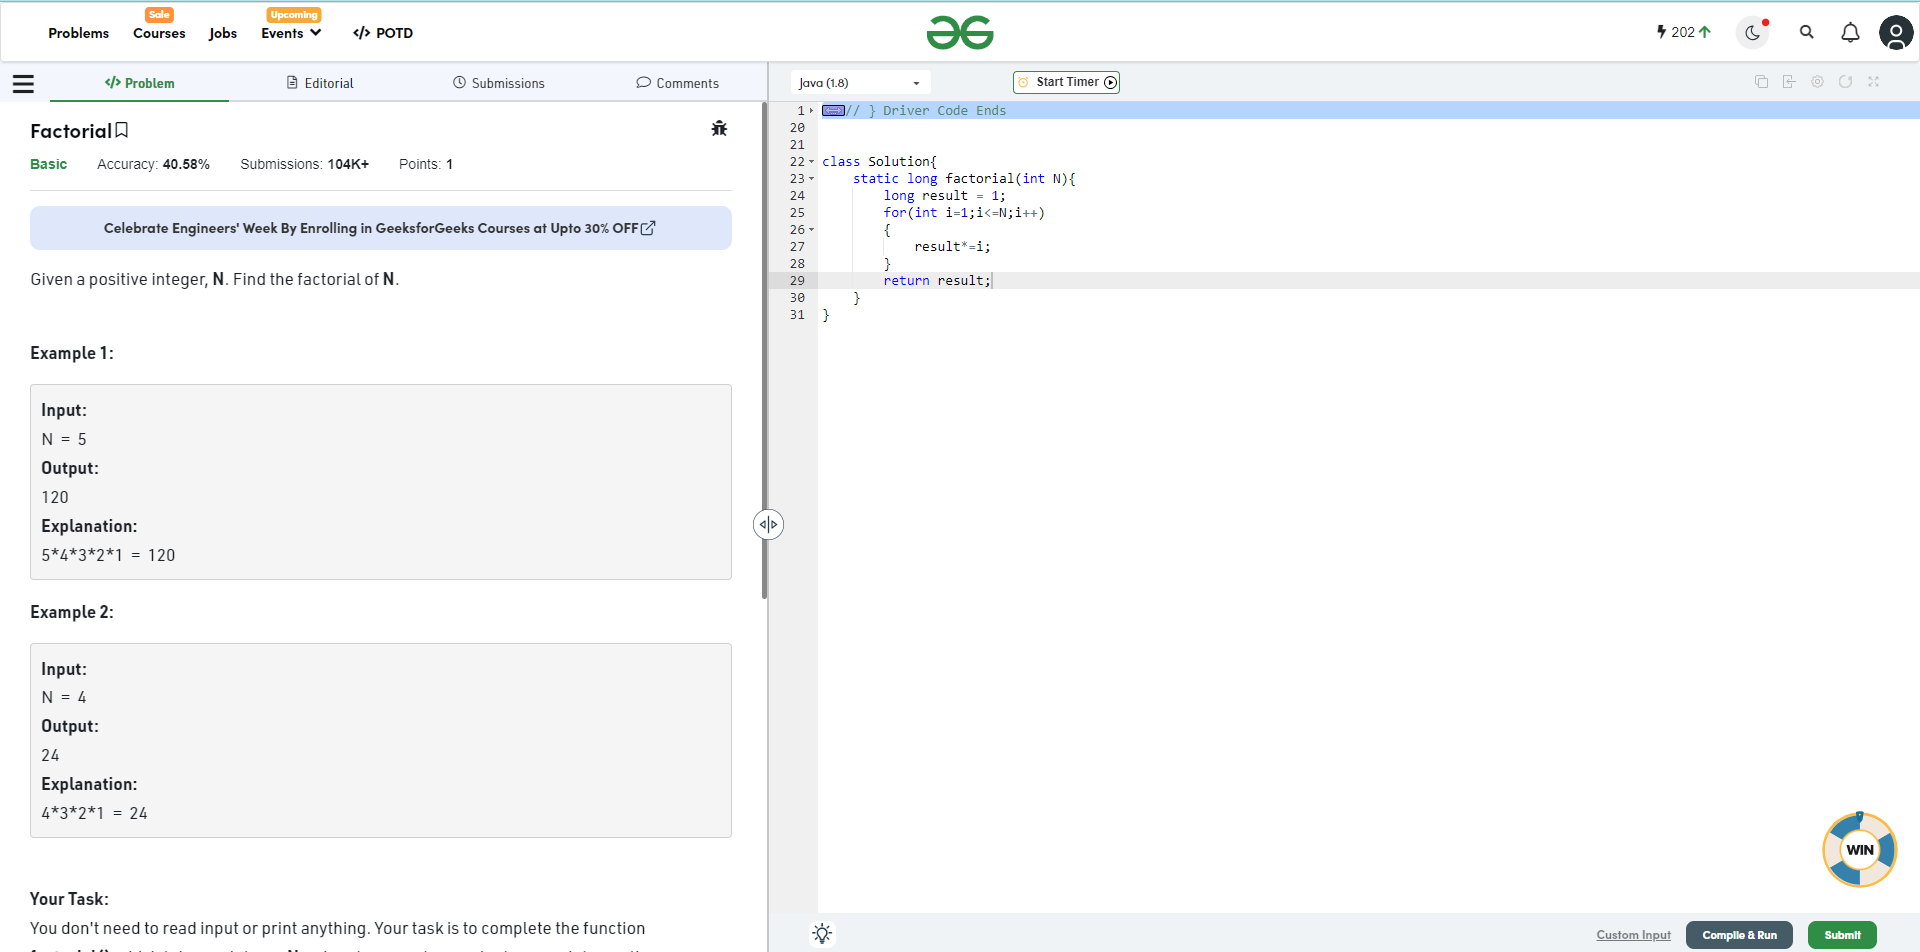 Sale
Upcoming
Problems
Courses
Jobs
Events
</> POTD
202
</> Problem
Editorial
Submissions
Comments
Java (1.8)
Start Timer
Factorial
Basic
Accuracy: 40.58%
Submissions: 104K+
Points: 1
Celebrate Engineers' Week By Enrolling in GeeksforGeeks Courses at Upto 30% OFF
Given a positive integer, N. Find the factorial of N.
Example 1:
Input:
N = 5
Output:
120
Explanation:
5*4*3*2*1 = 120
Example 2:
Input:
N = 4
Output:
24
Explanation:
4*3*2*1 = 24
Your Task:
You don't need to read input or print anything. Your task is to complete the function
1 // } Driver Code Ends
20
21
22 class Solution{
23 static long factorial(int N){
24 long result = 1;
25 for(int i=1;i<=N;i++)
26 {
27 result*=i;
28 }
29 return result;
30 }
31 }
WIN
Custom Input
Compile & Run
Submit